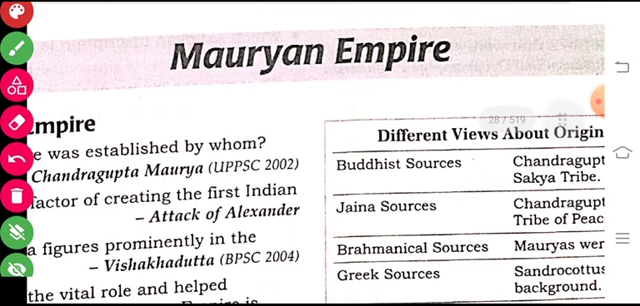 Mauryan Empire
empire
e was established by whom?
Chandragupta Maurya (UPPSC 2002)
factor of creating the first Indian
– Attack of Alexander
a figures prominently in the
– Vishakhadutta (BPSC 2004)
the vital role and helped
28 / 519
Different Views About Origin
Buddhist Sources Chandragupt
Sakya Tribe.
Jaina Sources Chandragupt
Tribe of Peac
Brahmanical Sources Mauryas wer
Greek Sources Sandrocottus
background.